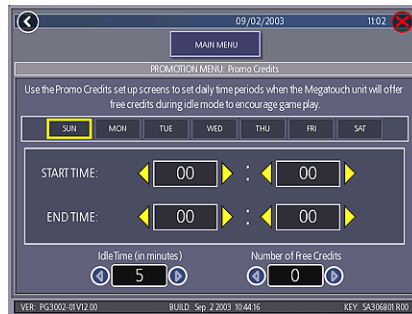 09/02/2003 11:02
MAIN MENU
PROMOTION MENU: Promo Credits
Use the Promo Credits set up screens to set daily time periods when the Megatouch unit will offer
free credits during idle mode to encourage game play.
SUN MON TUE WED THU FRI SAT
START TIME: 00 : 00
END TIME: 00 : 00
Idle Time (in minutes) Number of Free Credits
5 0
VER: PG3002-01V12.00 BUILD: Sep 2 2003 10:44:16 KEY: SA306801 R00